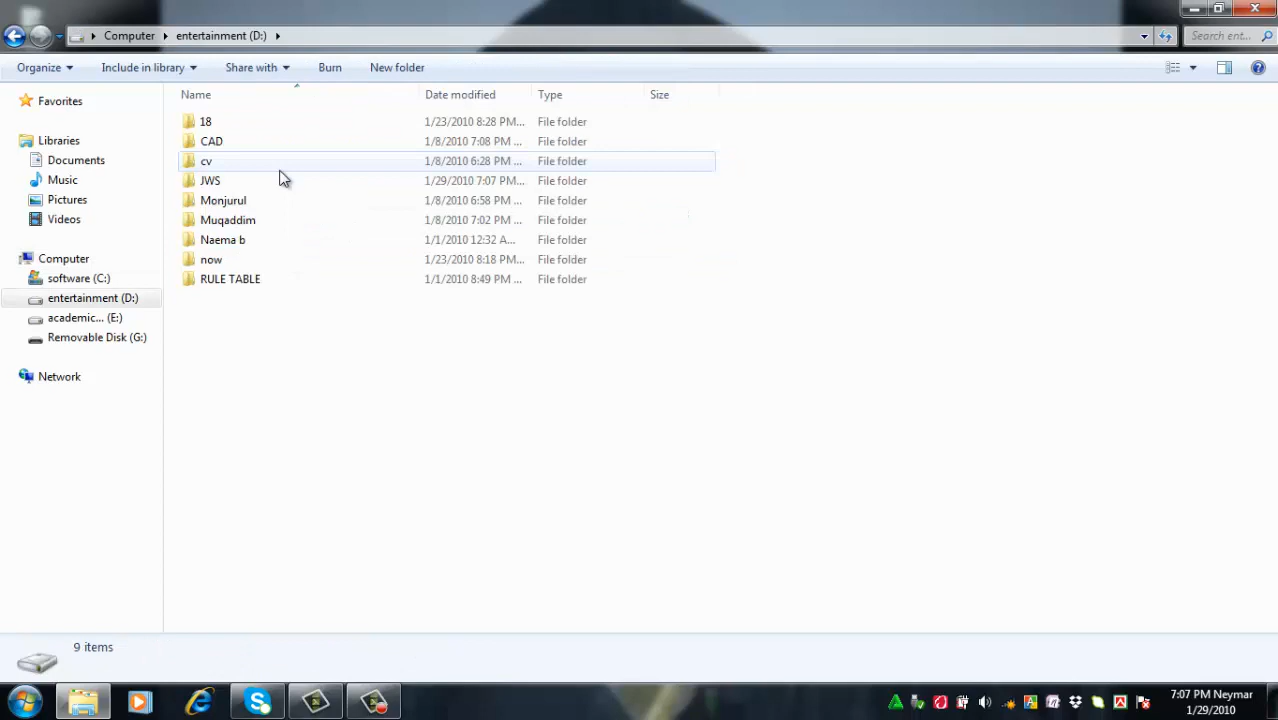 Computer entertainment (D:) Search ent...
Organize Include in library Share with Burn New folder
Name Date modified Type Size
Favorites
Libraries
Documents
Music
Pictures
Videos
Computer
software (C:)
entertainment (D:)
academic... (E:)
Removable Disk (G:)
Network
18 1/23/2010 8:28 PM... File folder
CAD 1/8/2010 7:08 PM ... File folder
cv 1/8/2010 6:28 PM ... File folder
JWS 1/29/2010 7:07 PM... File folder
Monjurul 1/8/2010 6:58 PM ... File folder
Muqaddim 1/8/2010 7:02 PM ... File folder
Naema b 1/1/2010 12:32 A... File folder
now 1/23/2010 8:18 PM... File folder
RULE TABLE 1/1/2010 8:49 PM ... File folder
9 items
7:07 PM Neymar
1/29/2010